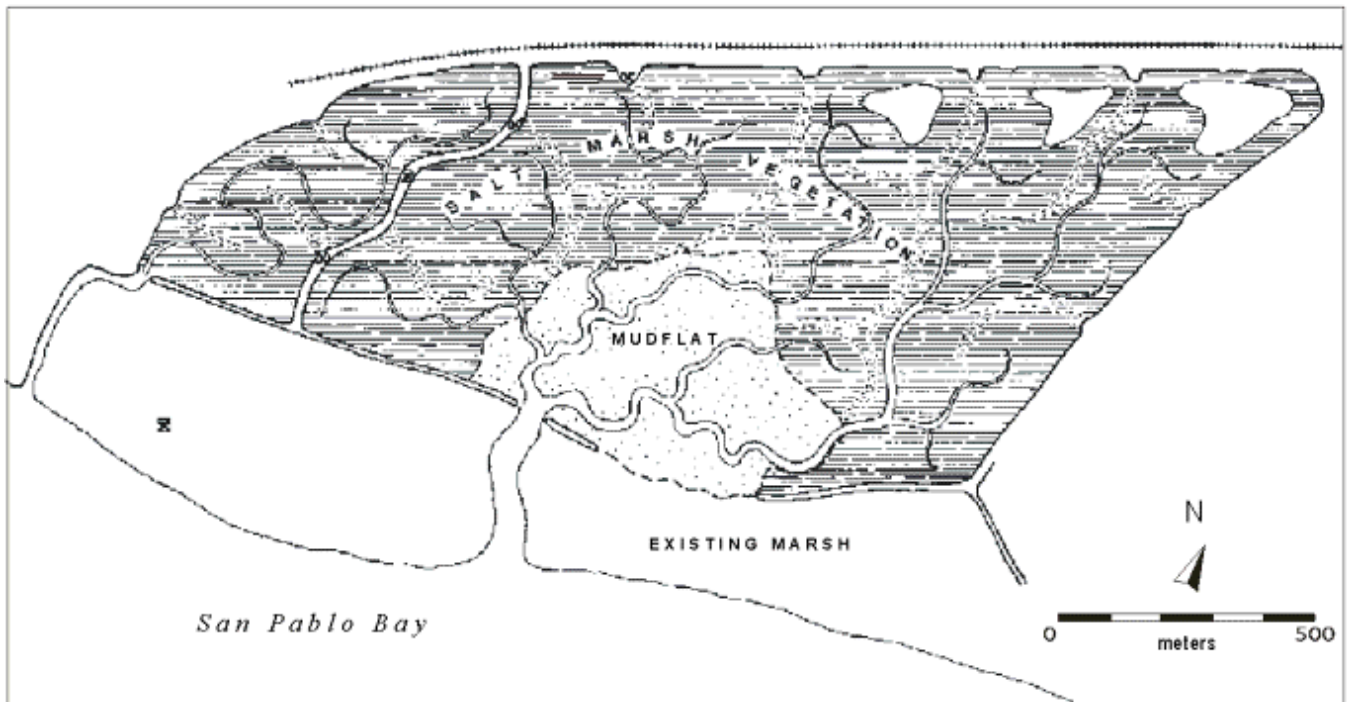 SALT MARSH VEGETATION
MUDFLAT
EXISTING MARSH
N
San Pablo Bay
0 500
meters